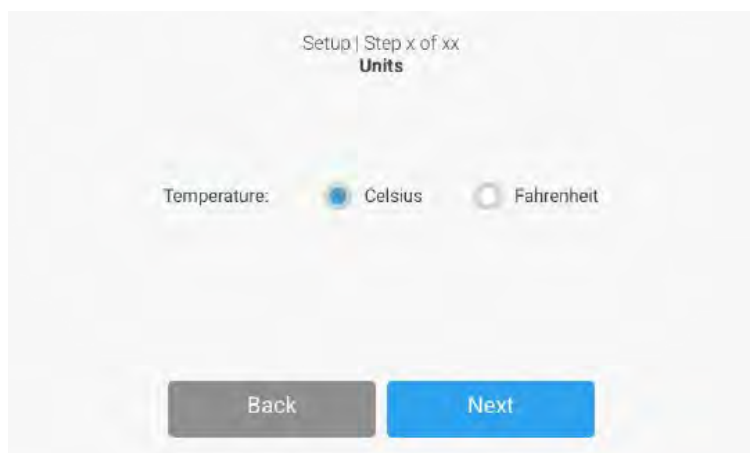 Setup | Step x of xx
Units
Temperature: Celsius Fahrenheit
Back Next